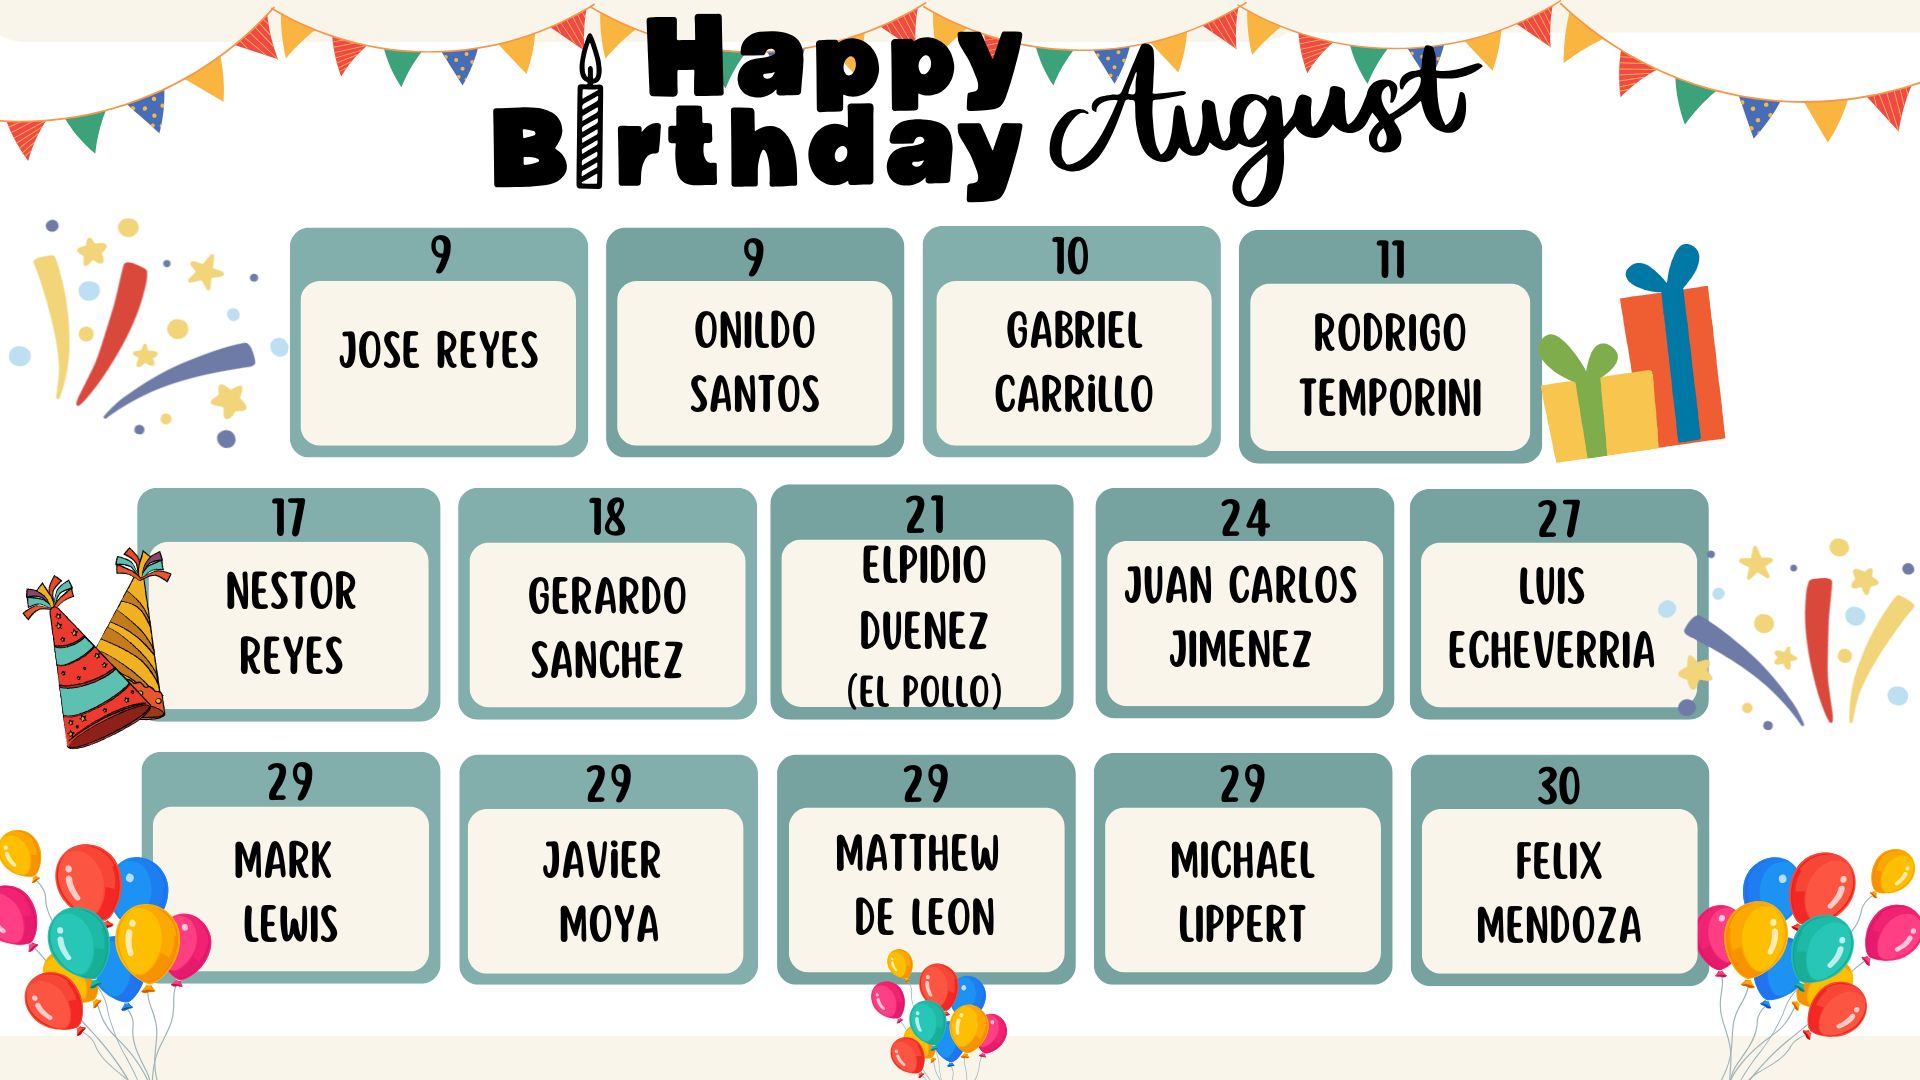 Happy
Birthday August
9
JOSE REYES
9
ONILDO
SANTOS
10
GABRIEL
CARRiLLO
11
RODRIGO
TEMPORINI
17
NESTOR
REYES
18
GERARDO
SANCHEZ
21
ELPIDIO
DUENEZ
(EL POLLO)
24
JUAN CARLOS
JIMENEZ
27
LUIS
ECHEVERRIA
29
MARK
LEWIS
29
JAViER
MOYA
29
MATTHEW
DE LEON
29
MICHAEL
LIPPERT
30
FELIX
MENDOZA